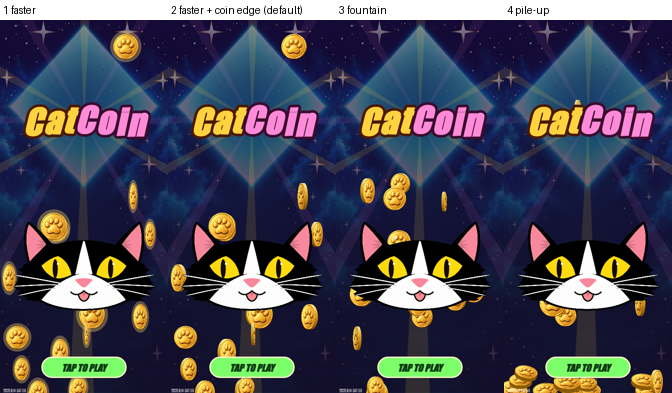 1 faster
2 faster + coin edge (default)
3 fountain
4 pile-up
CatCoin
CatCoin
CatCoin
CatCoin
TAP TO PLAY
TAP TO PLAY
TAP TO PLAY
TAP TO PLAY